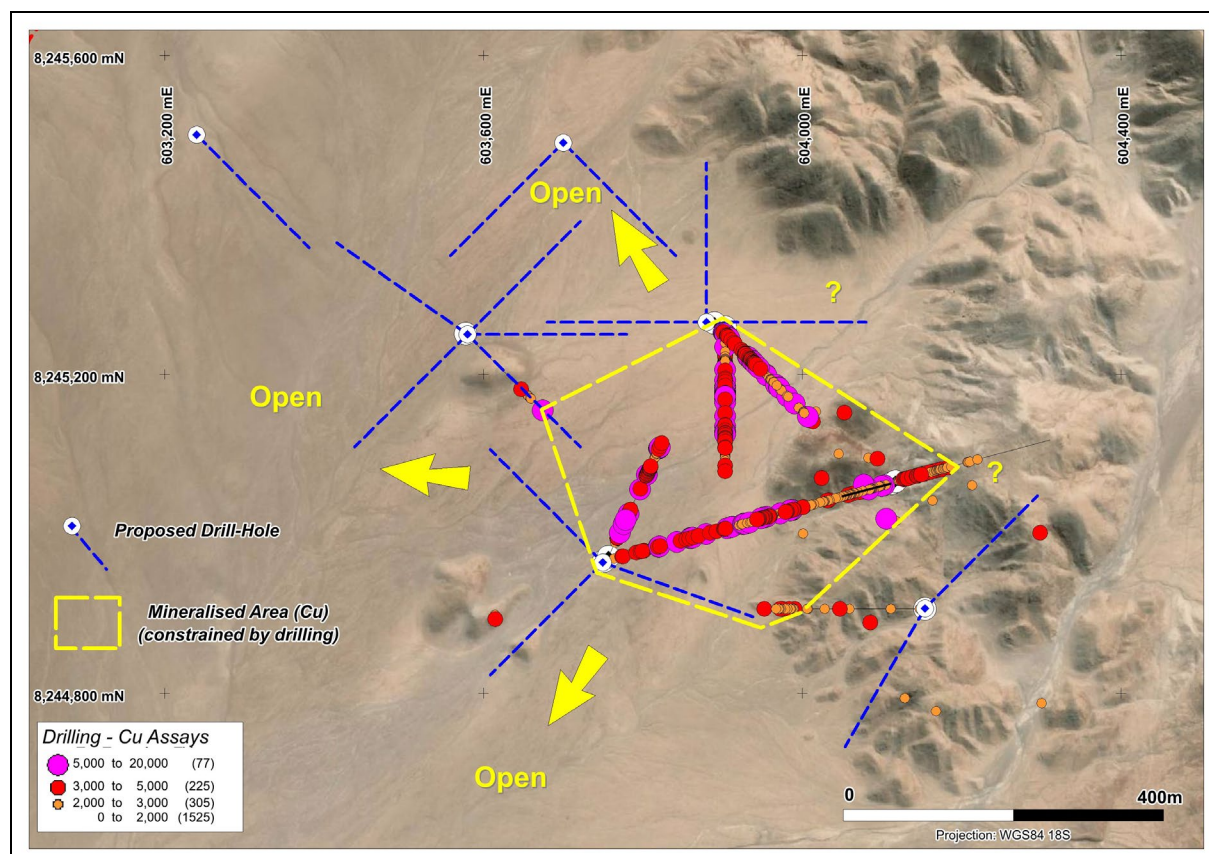 8,245,600 mN
603,200 mE
603,600 mE
604,000 mE
604,400 mE
Open
?
8,245,200 mN
Open
?
Proposed Drill-Hole
Mineralised Area (Cu)
(constrained by drilling)
8,244,800 mN
Open
Drilling - Cu Assays
5,000 to 20,000 (77)
3,000 to 5,000 (225)
2,000 to 3,000 (305)
0 to 2,000 (1525)
0 400m
Projection: WGS84 18S